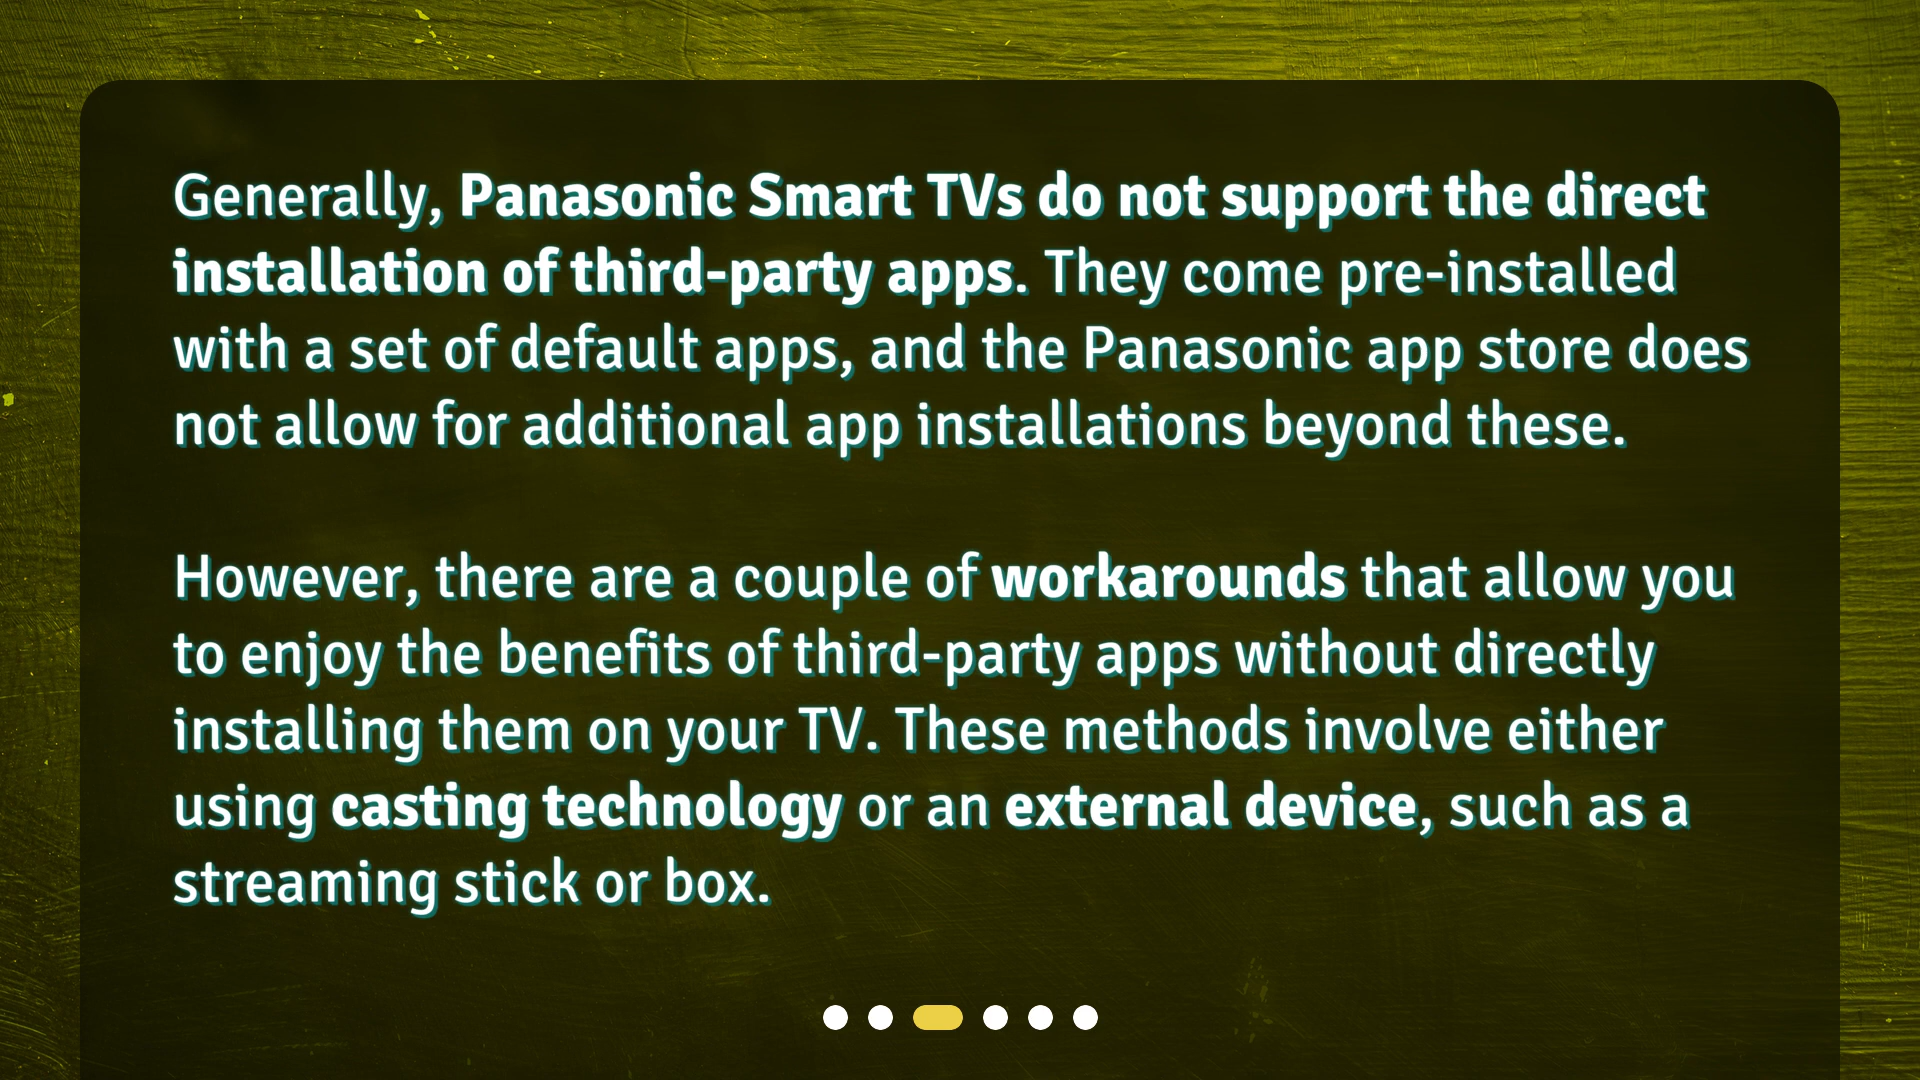 Generally, Panasonic Smart TVs do not support the direct
installation of third-party apps. They come pre-installed
with a set of default apps, and the Panasonic app store does
not allow for additional app installations beyond these.
However, there are a couple of workarounds that allow you
to enjoy the benefits of third-party apps without directly
installing them on your TV. These methods involve either
using casting technology or an external device, such as a
streaming stick or box.